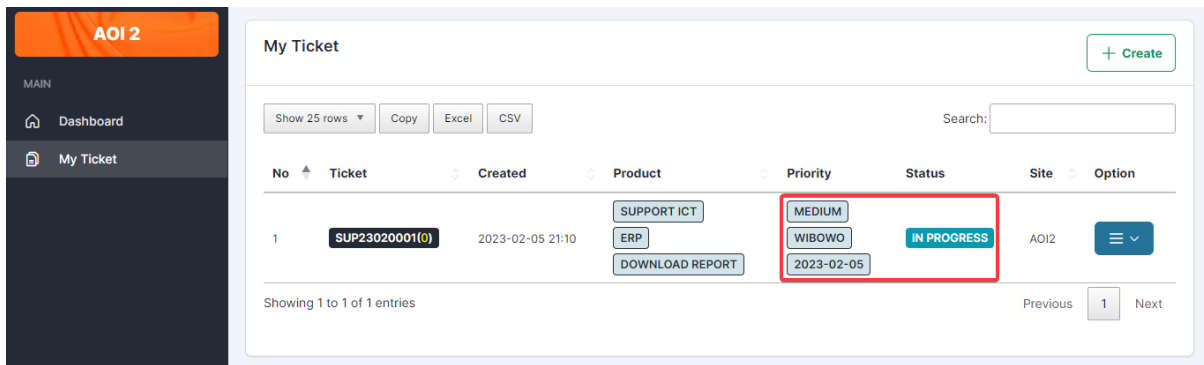 AOI 2
MAIN
Dashboard
My Ticket
My Ticket
+ Create
Show 25 rows Copy Excel CSV Search:
No Ticket Created Product Priority Status Site Option
SUPPORT ICT MEDIUM
1 SUP23020001(0) 2023-02-05 21:10 ERP WIBOWO IN PROGRESS AOI2
DOWNLOAD REPORT 2023-02-05
Showing 1 to 1 of 1 entries Previous 1 Next